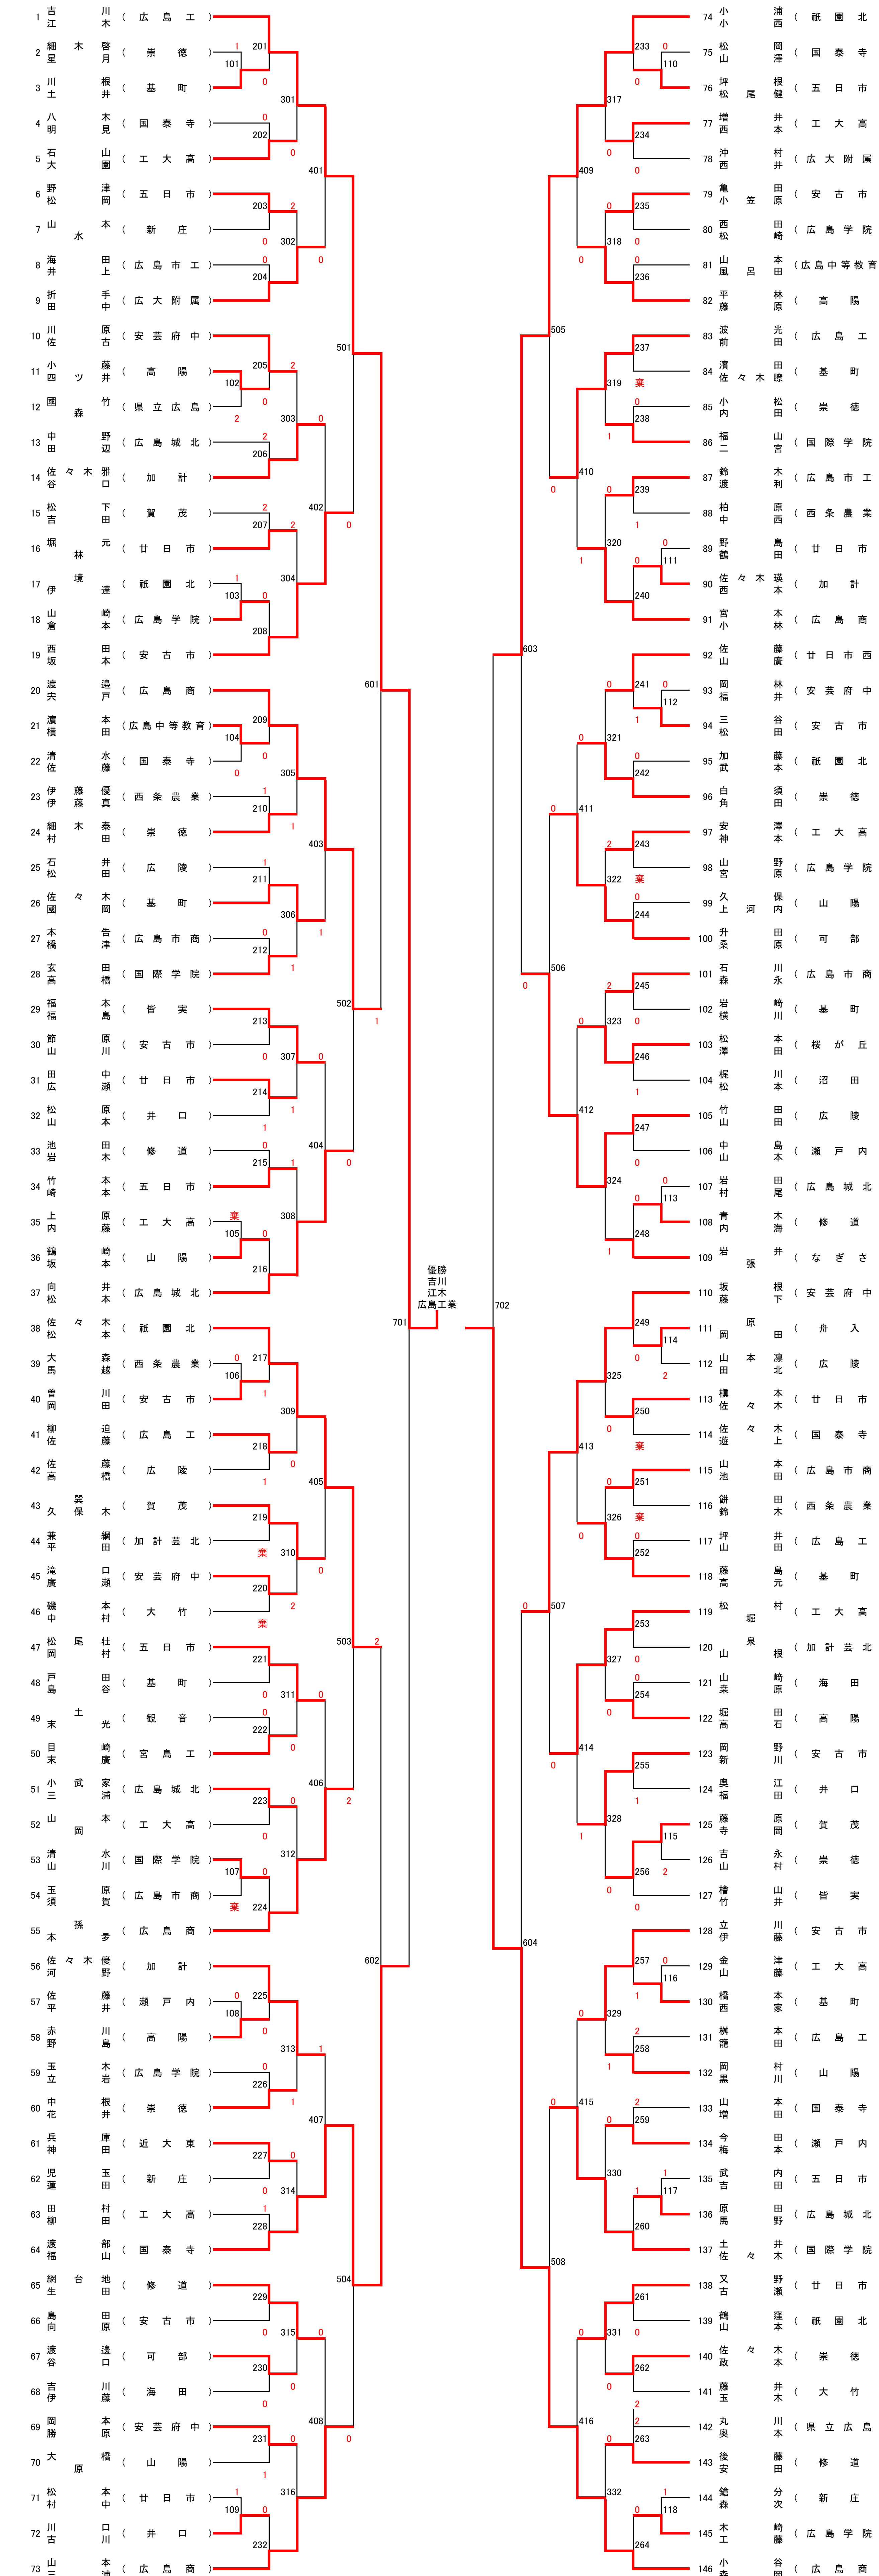 1 吉川 江木 （広島工）
2 細木啓 星月 （崇徳）
3 川根 土井 （基町）
4 八木 明見 （国泰寺）
5 石山 大園 （工大高）
6 野津 松岡 （五日市）
7 山本 水 （新庄）
8 海田 井上 （広島市工）
9 折手 田中 （広大附属）
10 川原 佐古 （安芸府中）
11 小藤 四ツ井 （高陽）
12 國竹 森 （県立広島）
13 中野 田辺 （広島城北）
14 佐々木雅 谷口 （加計）
15 松下 吉田 （賀茂）
16 堀元 林 （廿日市）
17 境 伊達 （祇園北）
18 山崎 倉本 （広島学院）
19 西田 坂本 （安古市）
20 渡邉 宍戸 （広島商）
21 濵本 横田 （広島中等教育）
22 清水 佐藤 （国泰寺）
23 伊藤優 伊藤真 （西条農業）
24 細木泰 村田 （崇徳）
25 石井 松田 （広陵）
26 佐々木 國岡 （基町）
27 本告 橋津 （広島市商）
28 玄田 高橋 （国際学院）
29 福本 福島 （皆実）
30 節原 山川 （安古市）
31 田中 広瀬 （廿日市）
32 松原 山本 （井口）
33 池田 岩木 （修道）
34 竹本 崎本 （五日市）
35 上原 内藤 （工大高）
36 鶴崎 坂本 （山陽）
37 向井 松本 （広島城北）
38 佐々木 松本 （祇園北）
39 大森 馬越 （西条農業）
40 曽川 岡田 （安古市）
41 柳迫 佐藤 （広島工）
42 佐藤 高橋 （広陵）
43 巽 久保木 （賀茂）
44 兼綱 平田 （加計芸北）
45 滝口 廣瀬 （安芸府中）
46 磯本 中村 （大竹）
47 松尾壮 岡村 （五日市）
48 戸田 島谷 （基町）
49 土 末光 （観音）
50 目崎 末廣 （宮島工）
51 小武家 三浦 （広島城北）
52 山本 岡 （工大高）
53 清水 山川 （国際学院）
54 玉原 須賀 （広島市商）
55 孫 本多 （広島商）
56 佐々木優 河野 （加計）
57 佐藤 平井 （瀬戸内）
58 赤川 野島 （高陽）
59 玉木 立岩 （広島学院）
60 中根 花井 （崇徳）
61 兵庫 神田 （近大東）
62 児玉 蓮田 （新庄）
63 田村 柳田 （工大高）
64 渡部 福山 （国泰寺）
65 網台地 生田 （修道）
66 島田 向原 （安古市）
67 渡邊 谷口 （可部）
68 吉川 伊藤 （海田）
69 岡本 勝原 （安芸府中）
70 大橋 原 （山陽）
71 松本 村中 （廿日市）
72 川口 古川 （井口）
73 山本 三浦 （広島商）
優勝
吉川
江木
広島工業
74 小浦 小西 （祇園北
75 松岡 山澤 （国泰寺
76 坪根 松尾健 （五日市
77 増井 西本 （工大高
78 沖村 西井 （広大附属
79 亀田 小笠原 （安古市
80 西田 松崎 （広島学院
81 山本 風呂田 （広島中等教育
82 平林 藤原 （高陽
83 波光 前田 （広島工
84 濱田 佐々木瞭 （基町
85 小松 内田 （崇徳
86 福山 二宮 （国際学院
87 鈴木 渡利 （広島市工
88 柏原 中西 （西条農業
89 野島 鶴田 （廿日市
90 佐々木瑛 西本 （加計
91 宮本 小林 （広島商
92 佐藤 山廣 （廿日市西
93 岡林 福井 （安芸府中
94 三谷 松田 （安古市
95 加藤 武本 （祇園北
96 白須 角田 （崇徳
97 安澤 神本 （工大高
98 山野 宮原 （広島学院
99 久保 上河内 （山陽
100 升田 桑原 （可部
101 石川 森永 （広島市商
102 岩﨑 横川 （基町
103 松本 澤田 （桜が丘
104 梶川 松本 （沼田
105 竹田 山田 （広陵
106 中島 山本 （瀬戸内
107 岩田 村尾 （広島城北
108 青木 内海 （修道
109 岩井 張 （なぎさ
110 坂根 藤下 （安芸府中
111 原 岡田 （舟入
112 山本凛 田北 （広陵
113 槇本 佐々木 （廿日市
114 佐々木 遊上 （国泰寺
115 山本 池田 （広島市商
116 餅田 鈴木 （西条農業
117 坪井 山田 （広島工
118 藤島 高元 （基町
119 松村 堀 （工大高
120 泉 山根 （加計芸北
121 山﨑 桒原 （海田
122 堀田 高石 （高陽
123 岡野 新川 （安古市
124 奥江 福田 （井口
125 藤原 寺岡 （賀茂
126 吉永 山村 （崇徳
127 檜山 竹井 （皆実
128 立川 伊藤 （安古市
129 金津 山藤 （工大高
130 橋本 西家 （基町
131 桝本 籠田 （広島工
132 岡村 黒川 （山陽
133 山本 増田 （国泰寺
134 今田 梅本 （瀬戸内
135 武内 吉田 （五日市
136 原田 馬野 （広島城北
137 土井 佐々木 （国際学院
138 又野 古瀬 （廿日市
139 鶴窪 山本 （祇園北
140 佐々木 政本 （崇徳
141 藤井 玉木 （大竹
142 丸川 奥本 （県立広島
143 後藤 安田 （修道
144 鎗分 森次 （新庄
145 木崎 工藤 （広島学院
146 小谷 森岡 （広島商